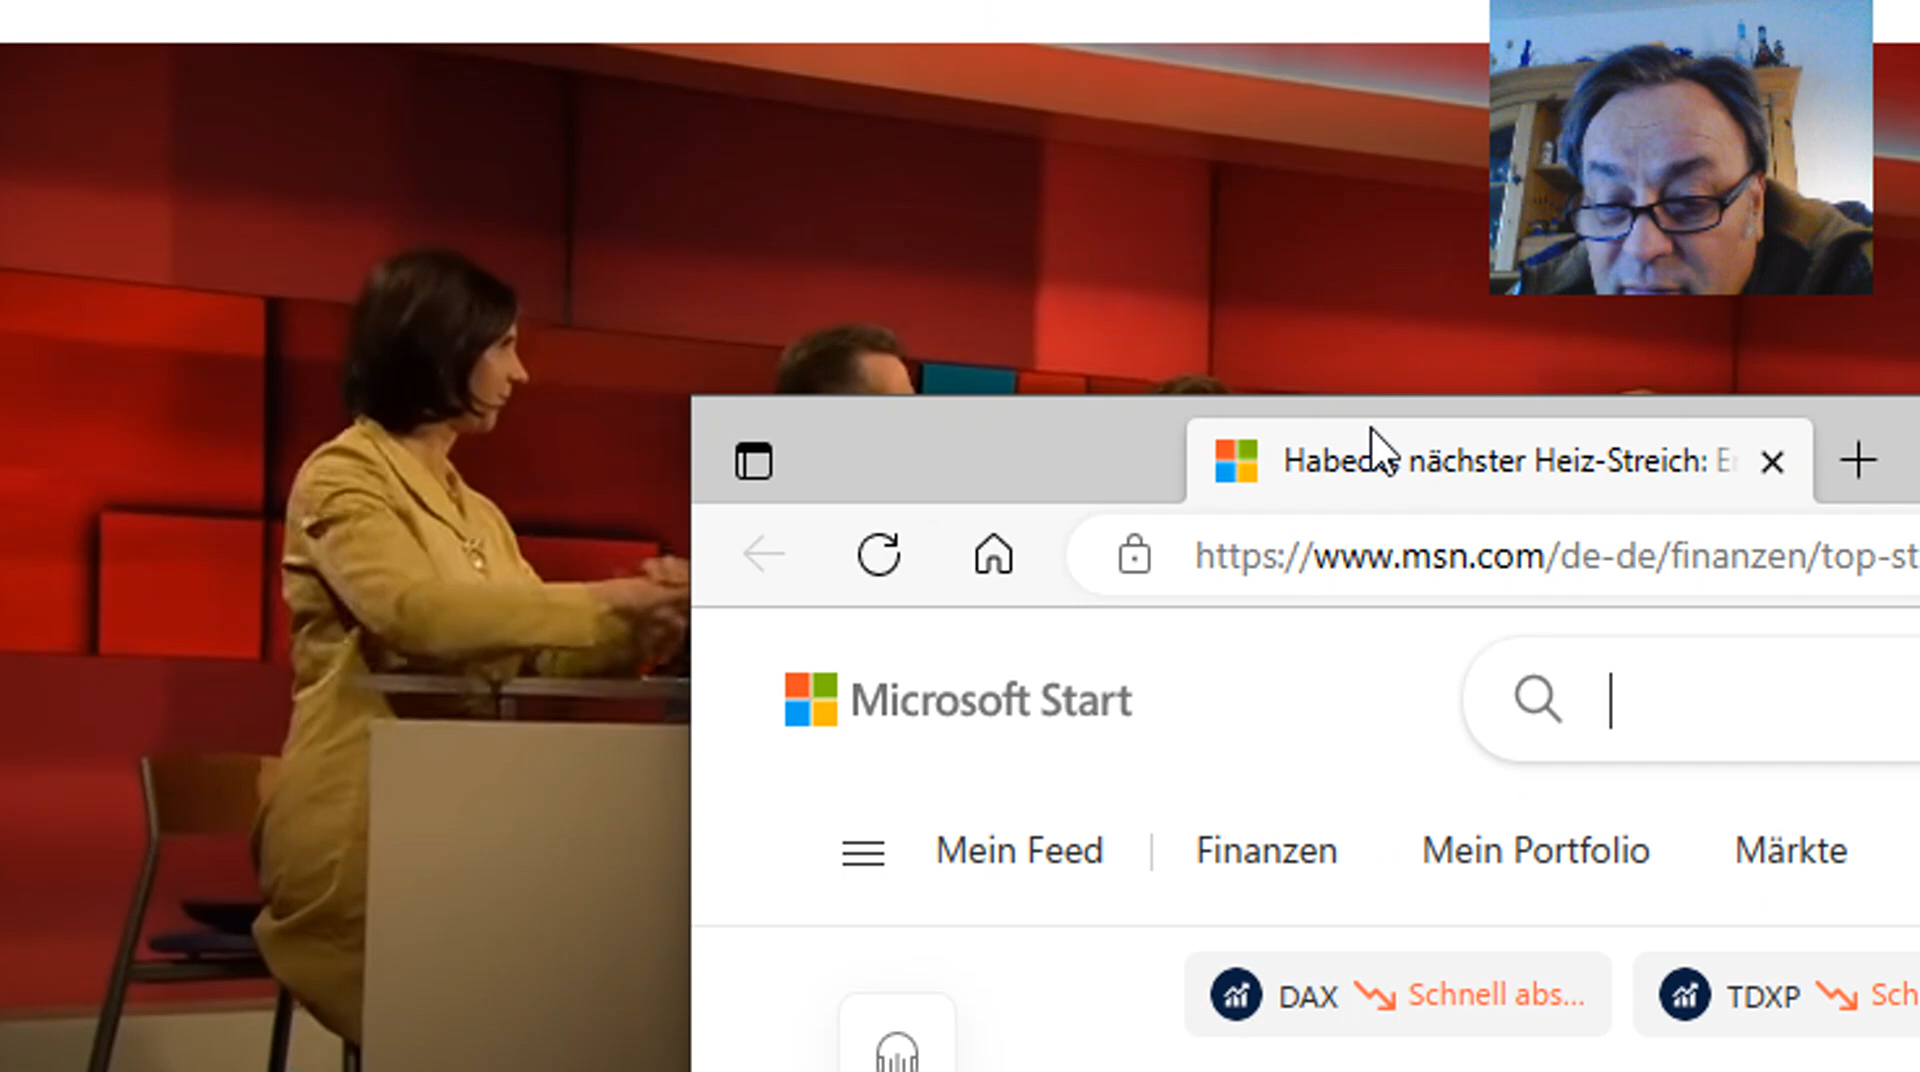 Habecks nächster Heiz-Streich:
https://www.msn.com/de-de/finanzen/top-st
Microsoft Start
Mein Feed | Finanzen Mein Portfolio Märkte
DAX Schnell abs... TDXP Sch